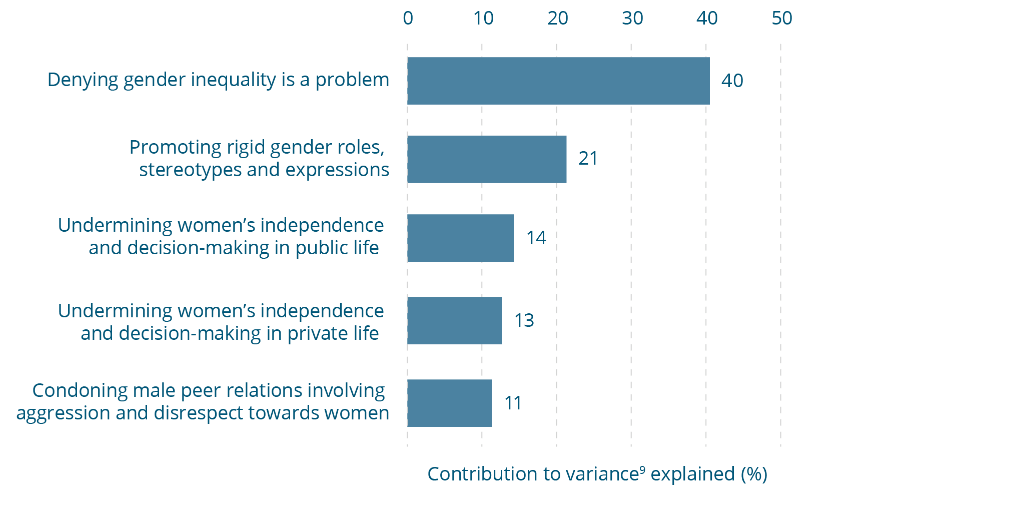 0 10 20 30 40 50
Denying gender inequality is a problem 40
Promoting rigid gender roles,
stereotypes and expressions 21
Undermining women’s independence
and decision-making in public life 14
Undermining women’s independence
and decision-making in private life 13
Condoning male peer relations involving
aggression and disrespect towards women 11
Contribution to variance⁹ explained (%)